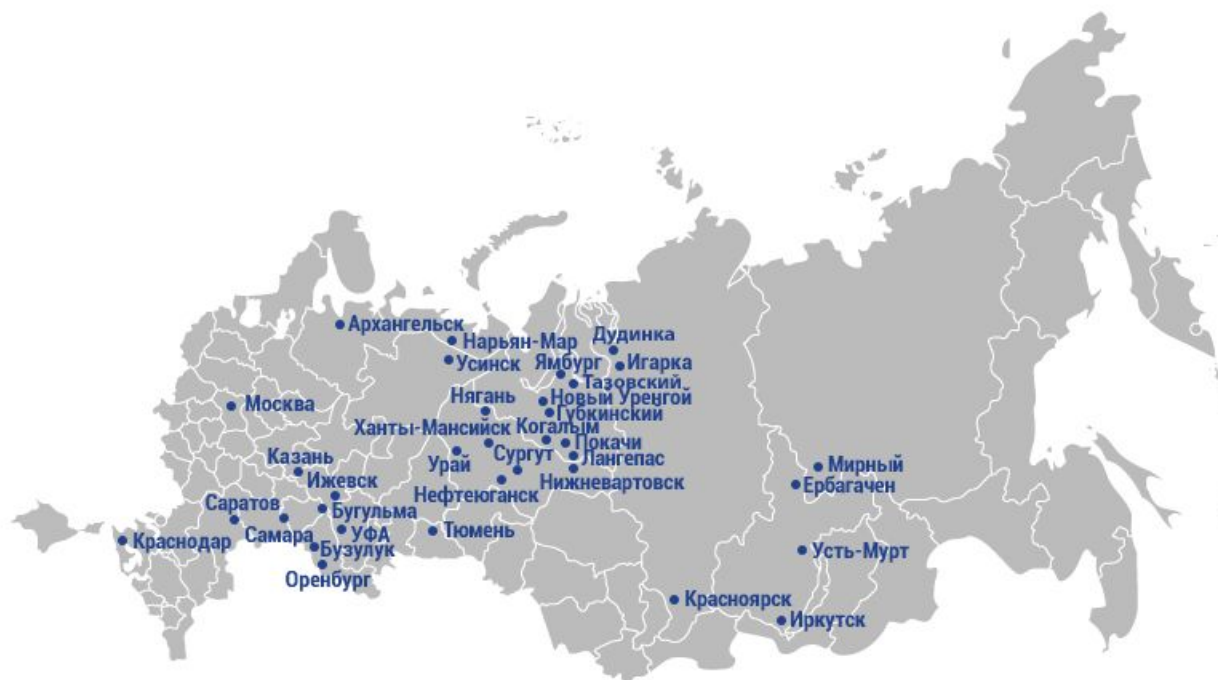 Архангельск
Нарьян-Мар
Дудинка
Усинск
Ямбург
Игарка
Тазовский
Нягань
Новый Уренгой
Москва
Губкинский
Ханты-Мансийск
Когалым
Покачи
Казань
Урай
Сургут
Лангепас
Мирный
Ижевск
Нефтеюганск
Нижневартовск
Ербагачен
Саратов
Бугульма
Самара
УФА
Тюмень
Краснодар
Бузулук
Усть-Мурт
Оренбург
Красноярск
Иркутск